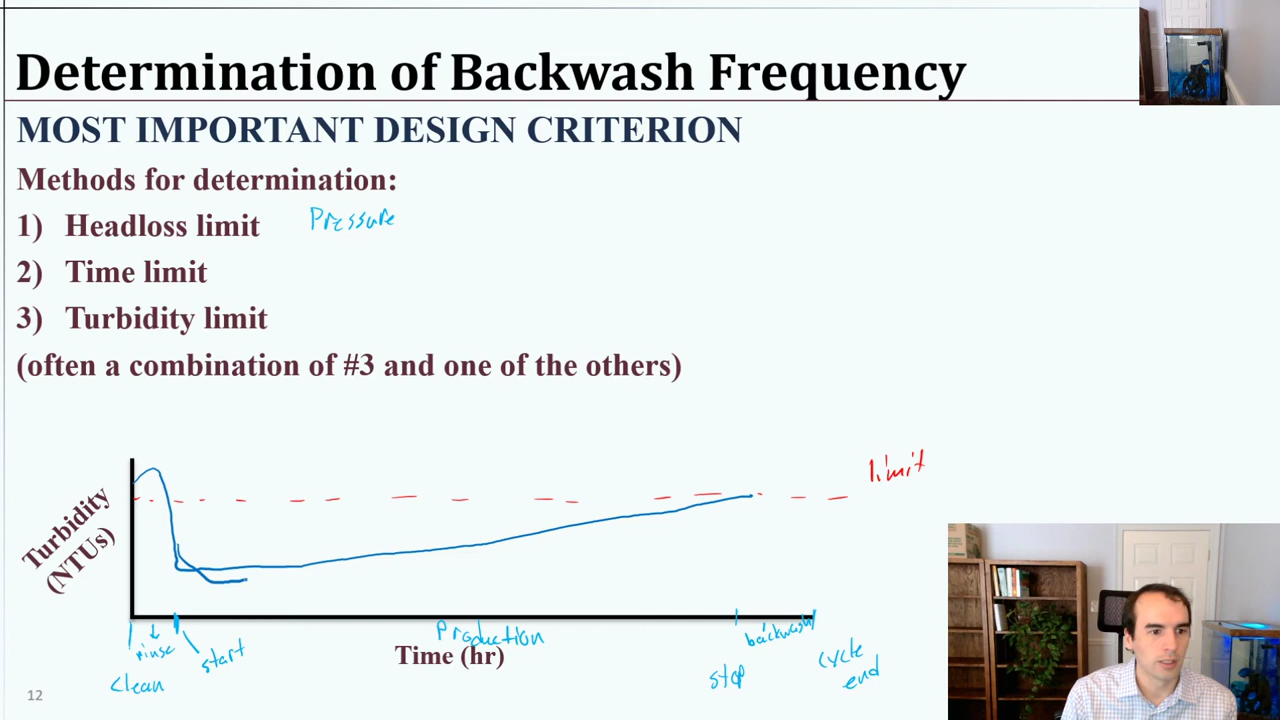 Determination of Backwash Frequency
MOST IMPORTANT DESIGN CRITERION
Methods for determination:
1) Headloss limit Pressure
2) Time limit
3) Turbidity limit
(often a combination of #3 and one of the others)
limit
Turbidity
(NTUs)
rinse
start
Production
backwash
Time (hr)
clean
stop
cycle
end
12